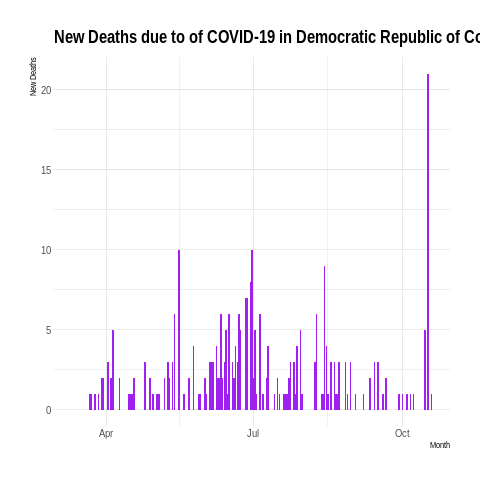 New Deaths due to of COVID-19 in Democratic Republic of Co
New Deaths
20
15
10
5
0
Apr
Jul
Oct
Month